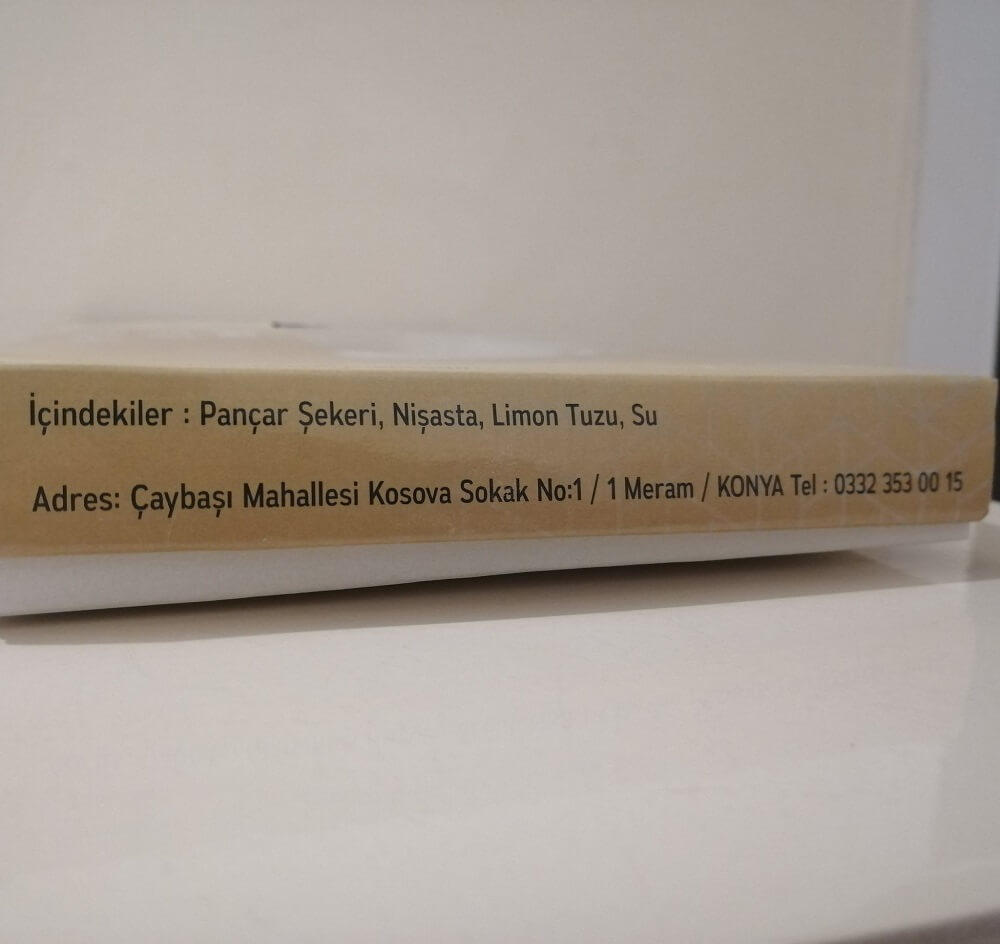 İçindekiler : Pançar Şekeri, Nişasta, Limon Tuzu, Su
Adres: Çaybaşı Mahallesi Kosova Sokak No:1 / 1 Meram / KONYA Tel : 0332 353 00 15